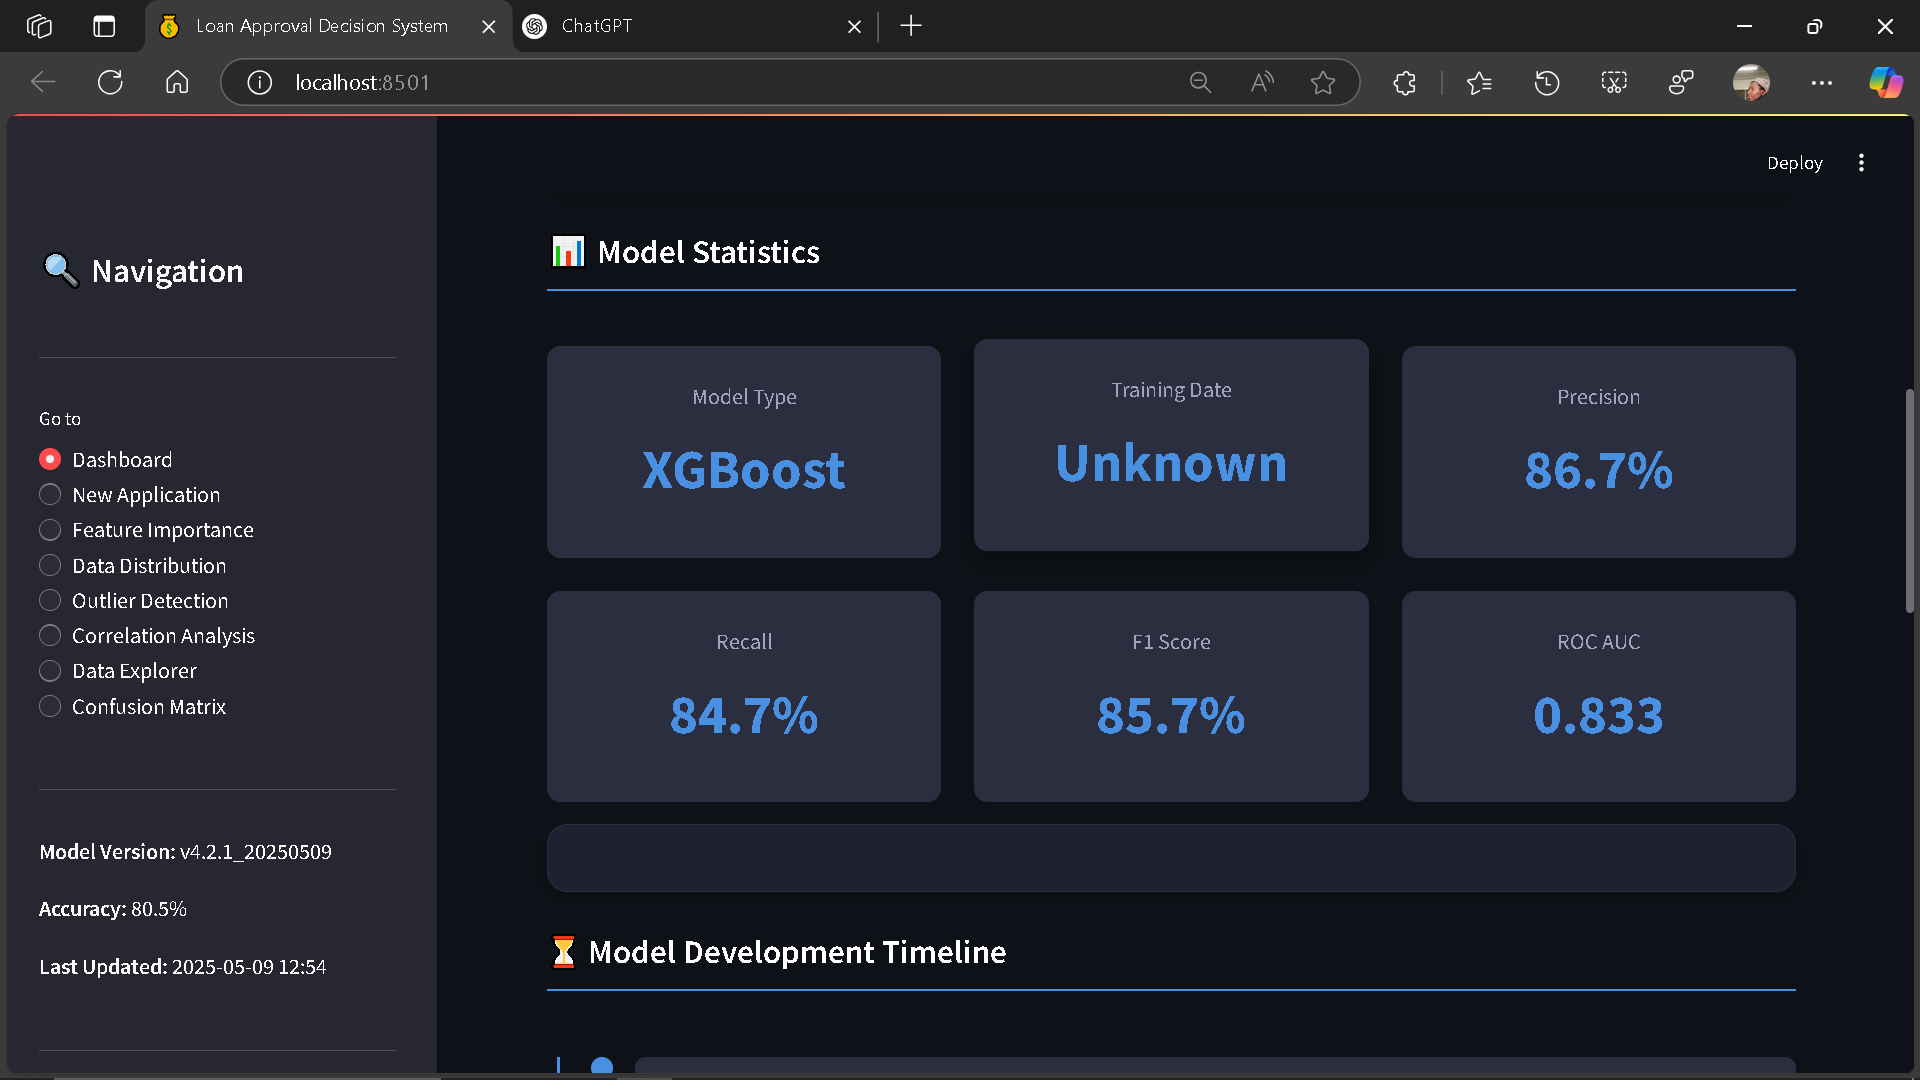 Loan Approval Decision System
ChatGPT
localhost:8501
Deploy
Navigation
Go to
Dashboard
New Application
Feature Importance
Data Distribution
Outlier Detection
Correlation Analysis
Data Explorer
Confusion Matrix
Model Version: v4.2.1_20250509
Accuracy: 80.5%
Last Updated: 2025-05-09 12:54
Model Statistics
Model Type
XGBoost
Training Date
Unknown
Precision
86.7%
Recall
84.7%
F1 Score
85.7%
ROC AUC
0.833
Model Development Timeline